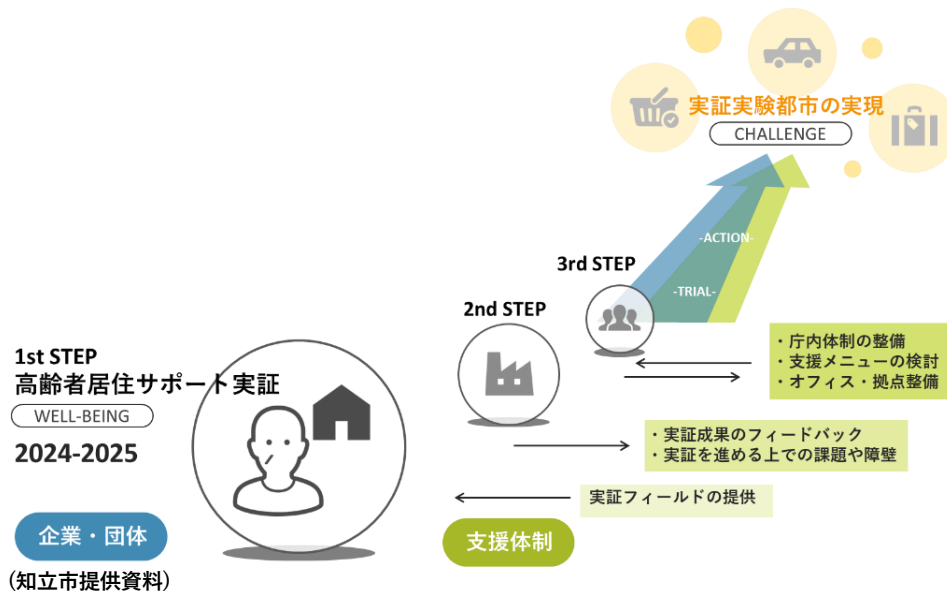 実証実験都市の実現
CHALLENGE
-ACTION-
-TRIAL-
3rd STEP
2nd STEP
1st STEP
高齢者居住サポート実証
WELL-BEING
2024-2025
・庁内体制の整備
・支援メニューの検討
・オフィス・拠点整備
・実証成果のフィードバック
・実証を進める上での課題や障壁
実証フィールドの提供
企業・団体
支援体制
(知立市提供資料)